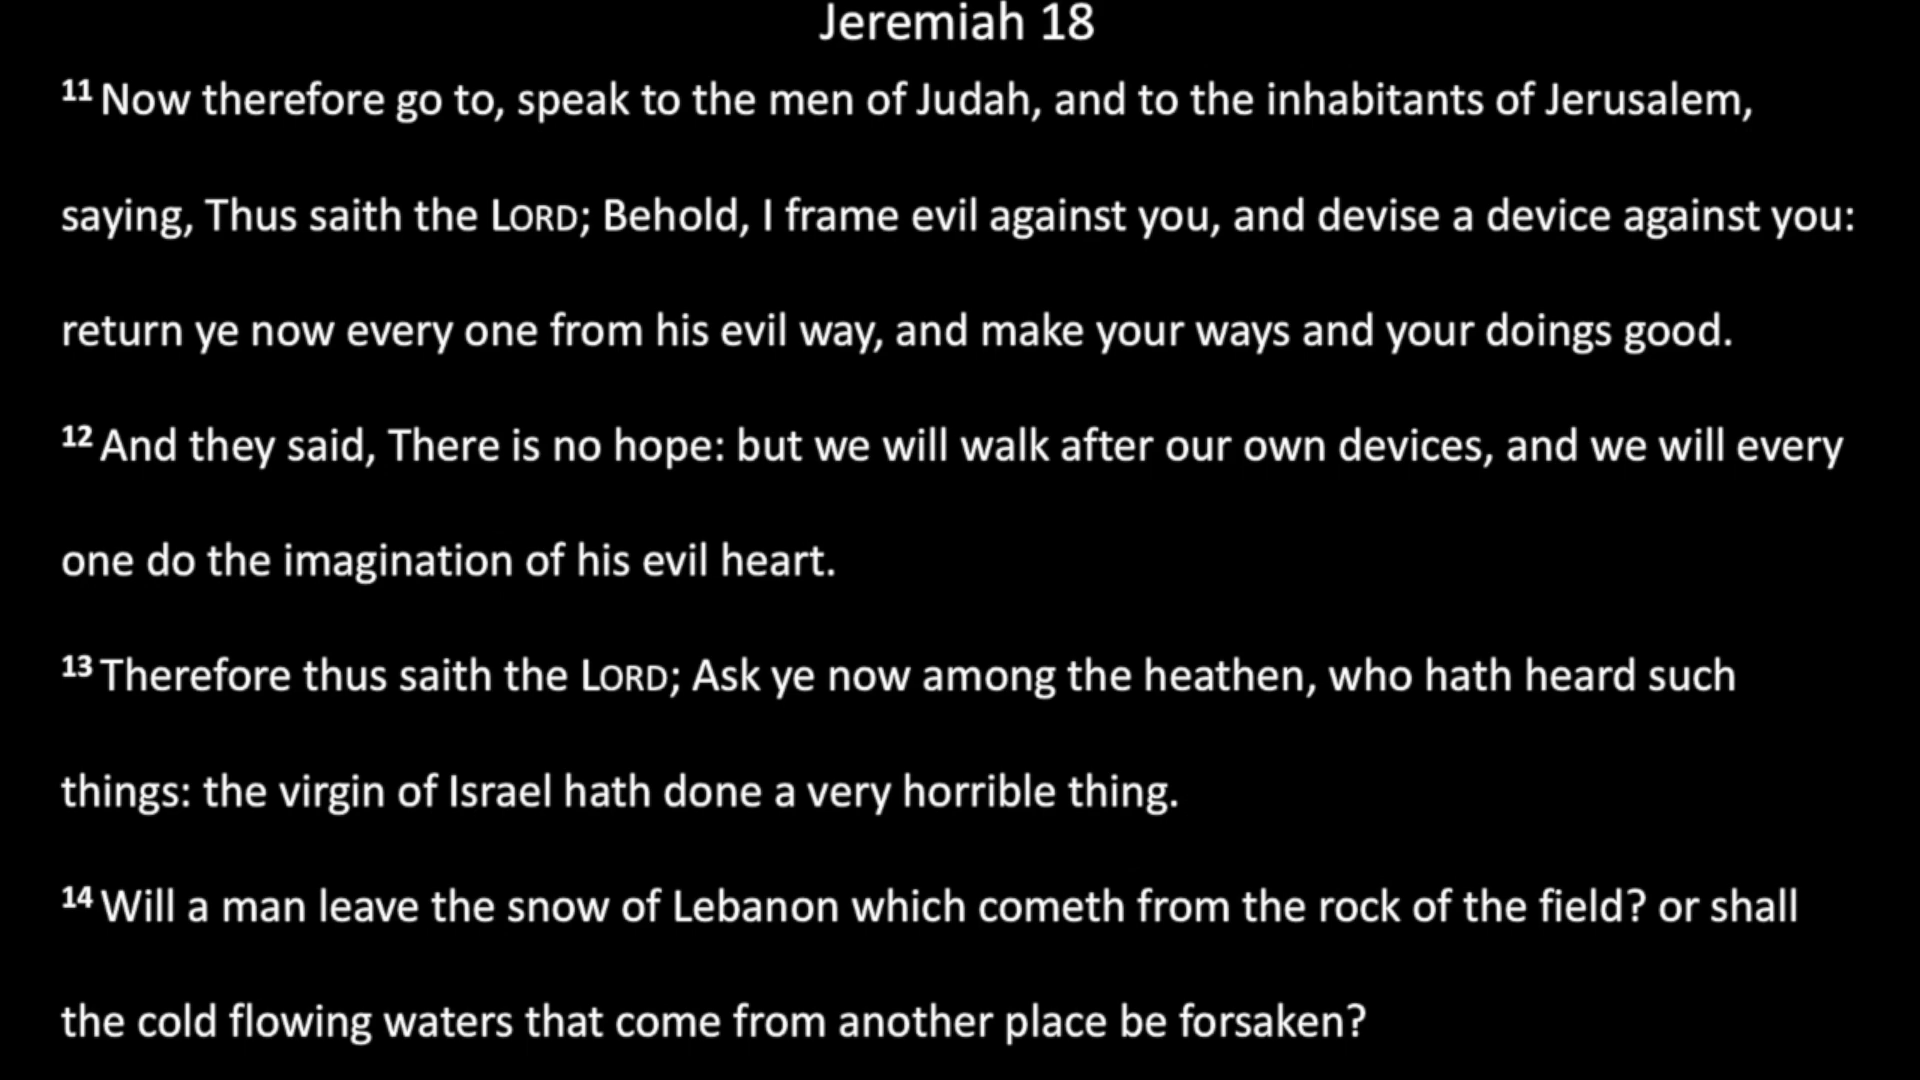 Jeremiah 18
11 Now therefore go to, speak to the men of Judah, and to the inhabitants of Jerusalem,
saying, Thus saith the LORD; Behold, I frame evil against you, and devise a device against you:
return ye now every one from his evil way, and make your ways and your doings good.
12 And they said, There is no hope: but we will walk after our own devices, and we will every
one do the imagination of his evil heart.
13 Therefore thus saith the LORD; Ask ye now among the heathen, who hath heard such
things: the virgin of Israel hath done a very horrible thing.
14 Will a man leave the snow of Lebanon which cometh from the rock of the field? or shall
the cold flowing waters that come from another place be forsaken?